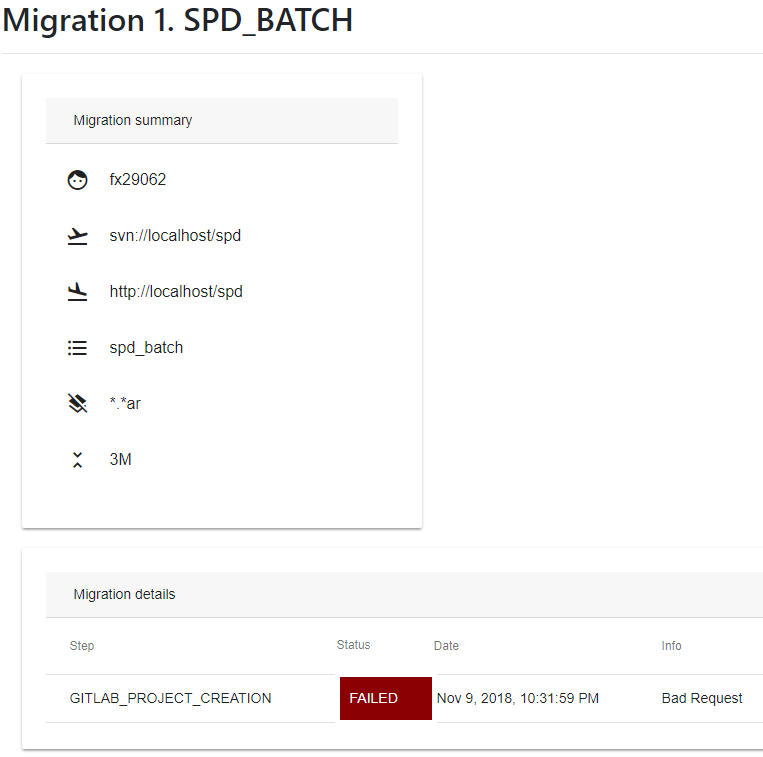 Migration 1. SPD_BATCH
Migration summary
fx29062
svn://localhost/spd
http://localhost/spd
spd_batch
*.*ar
3M
Migration details
Step Status Date Info
GITLAB_PROJECT_CREATION FAILED Nov 9, 2018, 10:31:59 PM Bad Request